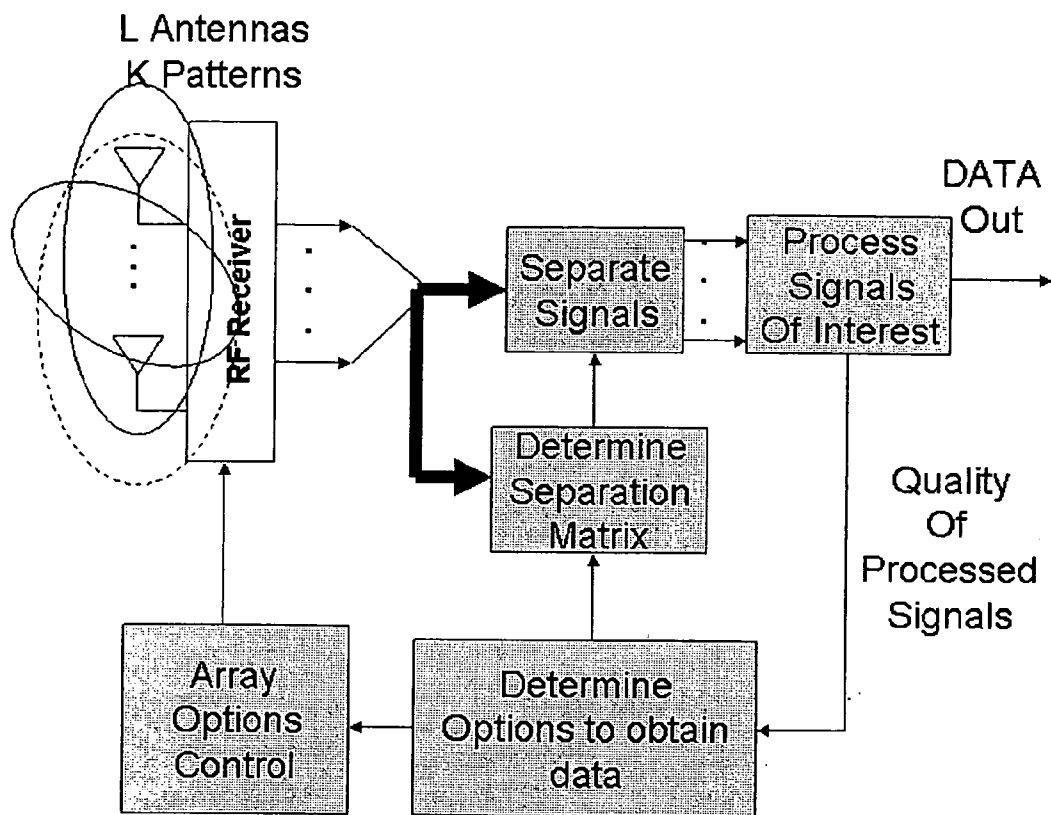 L Antennas
K Patterns
RF Receiver
Separate
Signals
Process
Signals
Of Interest
DATA
Out
Determine
Separation
Matrix
Quality
Of
Processed
Signals
Array
Options
Control
Determine
Options to obtain
data